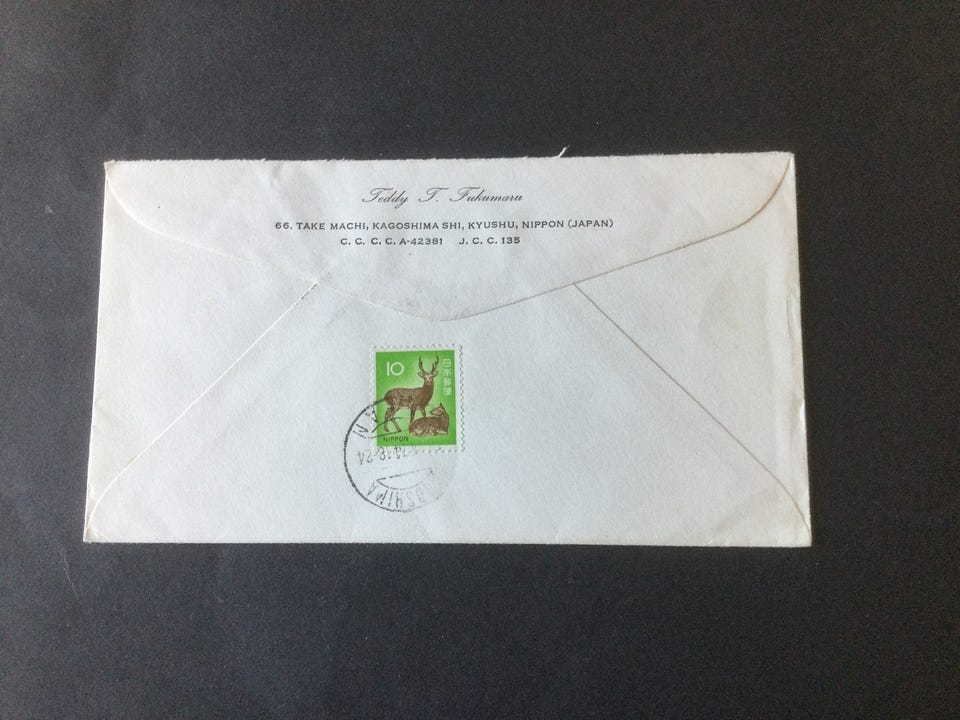 Teddy T. Fukumaru
66. TAKE MACHI, KAGOSHIMA SHI, KYUSHU, NIPPON (JAPAN)
C. C. C. C. A-42381 J. C. C. 135
10
日本郵便
NIPPON